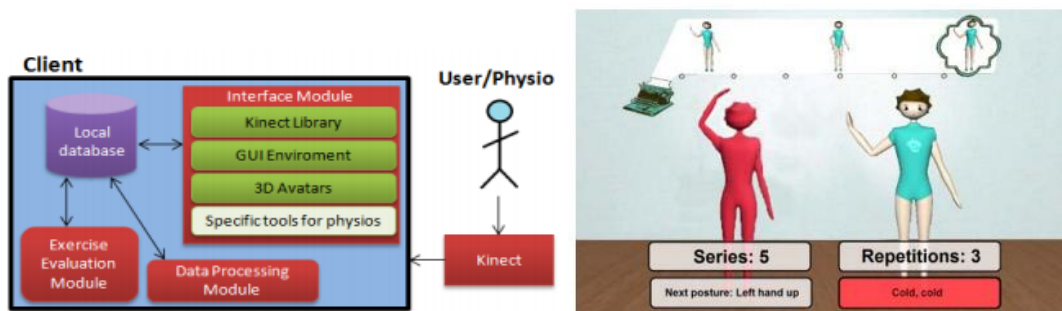 Client
Local
database
Interface Module
Kinect Library
GUI Enviroment
3D Avatars
Specific tools for physios
Exercise
Evaluation
Module
Data Processing
Module
User/Physio
Kinect
Series: 5
Repetitions: 3
Next posture: Left hand up
Cold, cold